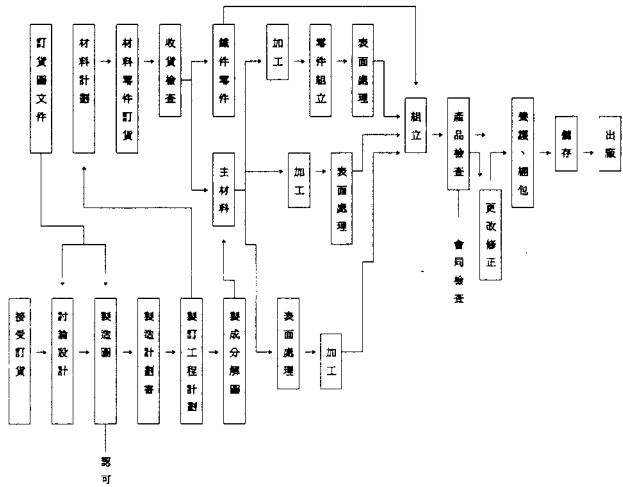 訂貨圖文件
材料計劃
材料零件訂貨
收貨檢查
鐵件零件
加工
零件組立
表面處理
組立
產品檢查
養護、捆包
儲存
出廠
主材料
加工
表面處理
更改修正
會同檢查
接受訂貨
討論設計
製造圖
製造計劃書
製訂工程計劃
製成分解圖
表面處理
加工
認可